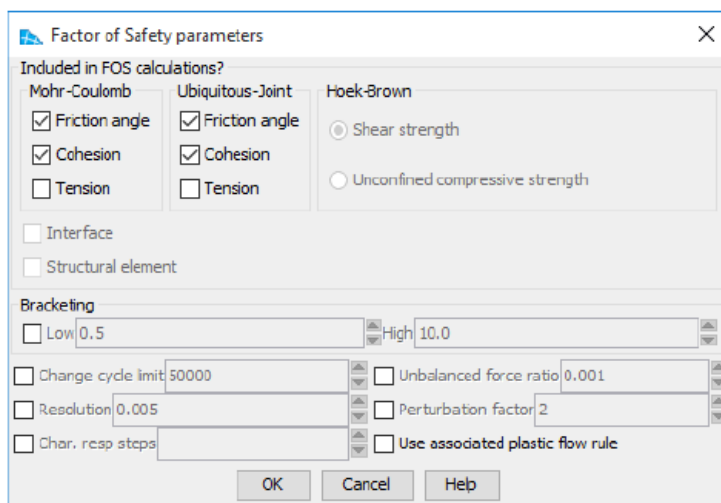 Factor of Safety parameters
Included in FOS calculations?
Mohr-Coulomb
Friction angle
Cohesion
Tension
Ubiquitous-Joint
Friction angle
Cohesion
Tension
Hoek-Brown
Shear strength
Unconfined compressive strength
Interface
Structural element
Bracketing
Low 0.5 High 10.0
Change cycle limit 50000 Unbalanced force ratio 0.001
Resolution 0.005 Perturbation factor 2
Char. resp steps Use associated plastic flow rule
OK Cancel Help